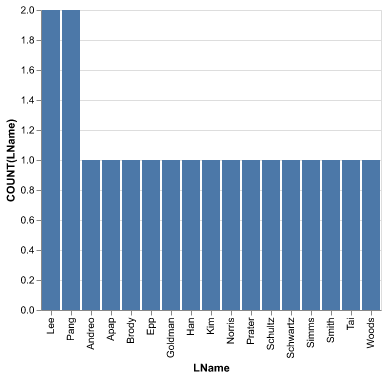 COUNT(LName)
2.0
1.8
1.6
1.4
1.2
1.0
0.8
0.6
0.4
0.2
0.0
Lee
Pang
Andreo
Apap
Brody
Epp
Goldman
Han
Kim
Norris
Prater
Schultz
Schwartz
Simms
Smith
Tai
Woods
LName